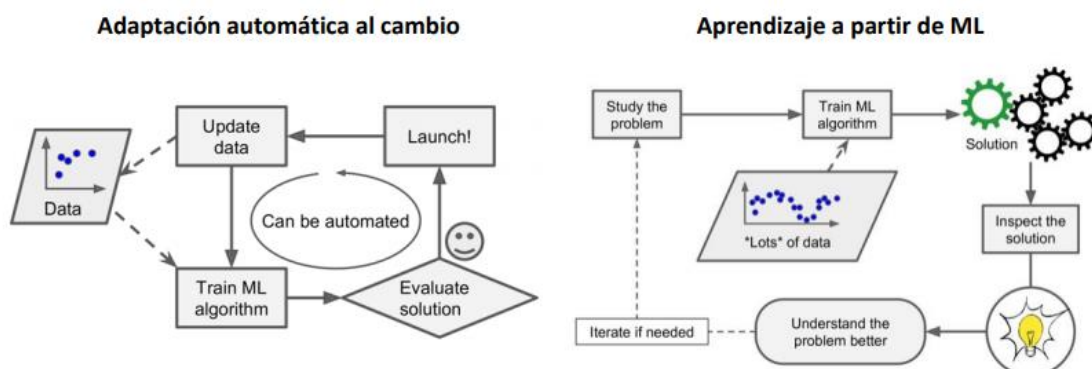 Adaptación automática al cambio
Update
data
Launch!
Data
Can be automated
Train ML
algorithm
Evaluate
solution
Aprendizaje a partir de ML
Study the
problem
Train ML
algorithm
Solution
*Lots* of data
Inspect the
solution
Iterate if needed
Understand the
problem better